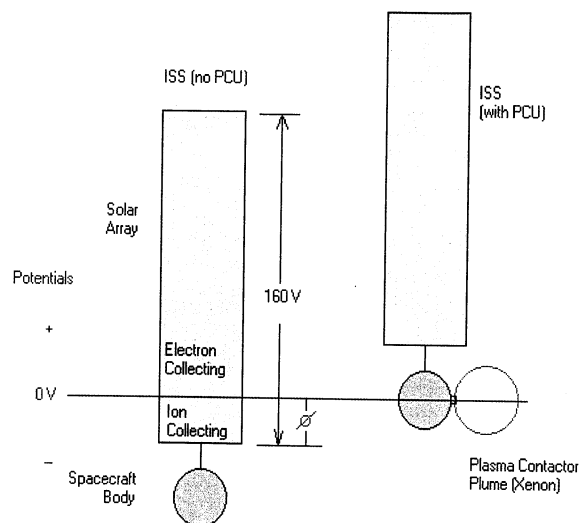 ISS (no PCU)
ISS
(with PCU)
Solar
Array
Potentials
160 V
+
Electron
Collecting
0 V
Ion
Collecting
ϕ
–
Spacecraft
Body
Plasma Contactor
Plume (Xenon)